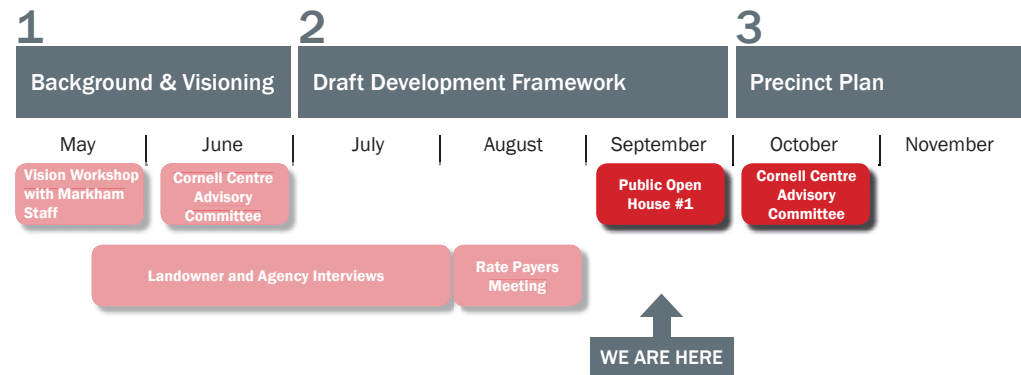 1
2
3
Background & Visioning
Draft Development Framework
Precinct Plan
May
June
July
August
September
October
November
Vision Workshop
with Markham
Staff
Cornell Centre
Advisory
Committee
Public Open
House #1
Cornell Centre
Advisory
Committee
Landowner and Agency Interviews
Rate Payers
Meeting
WE ARE HERE